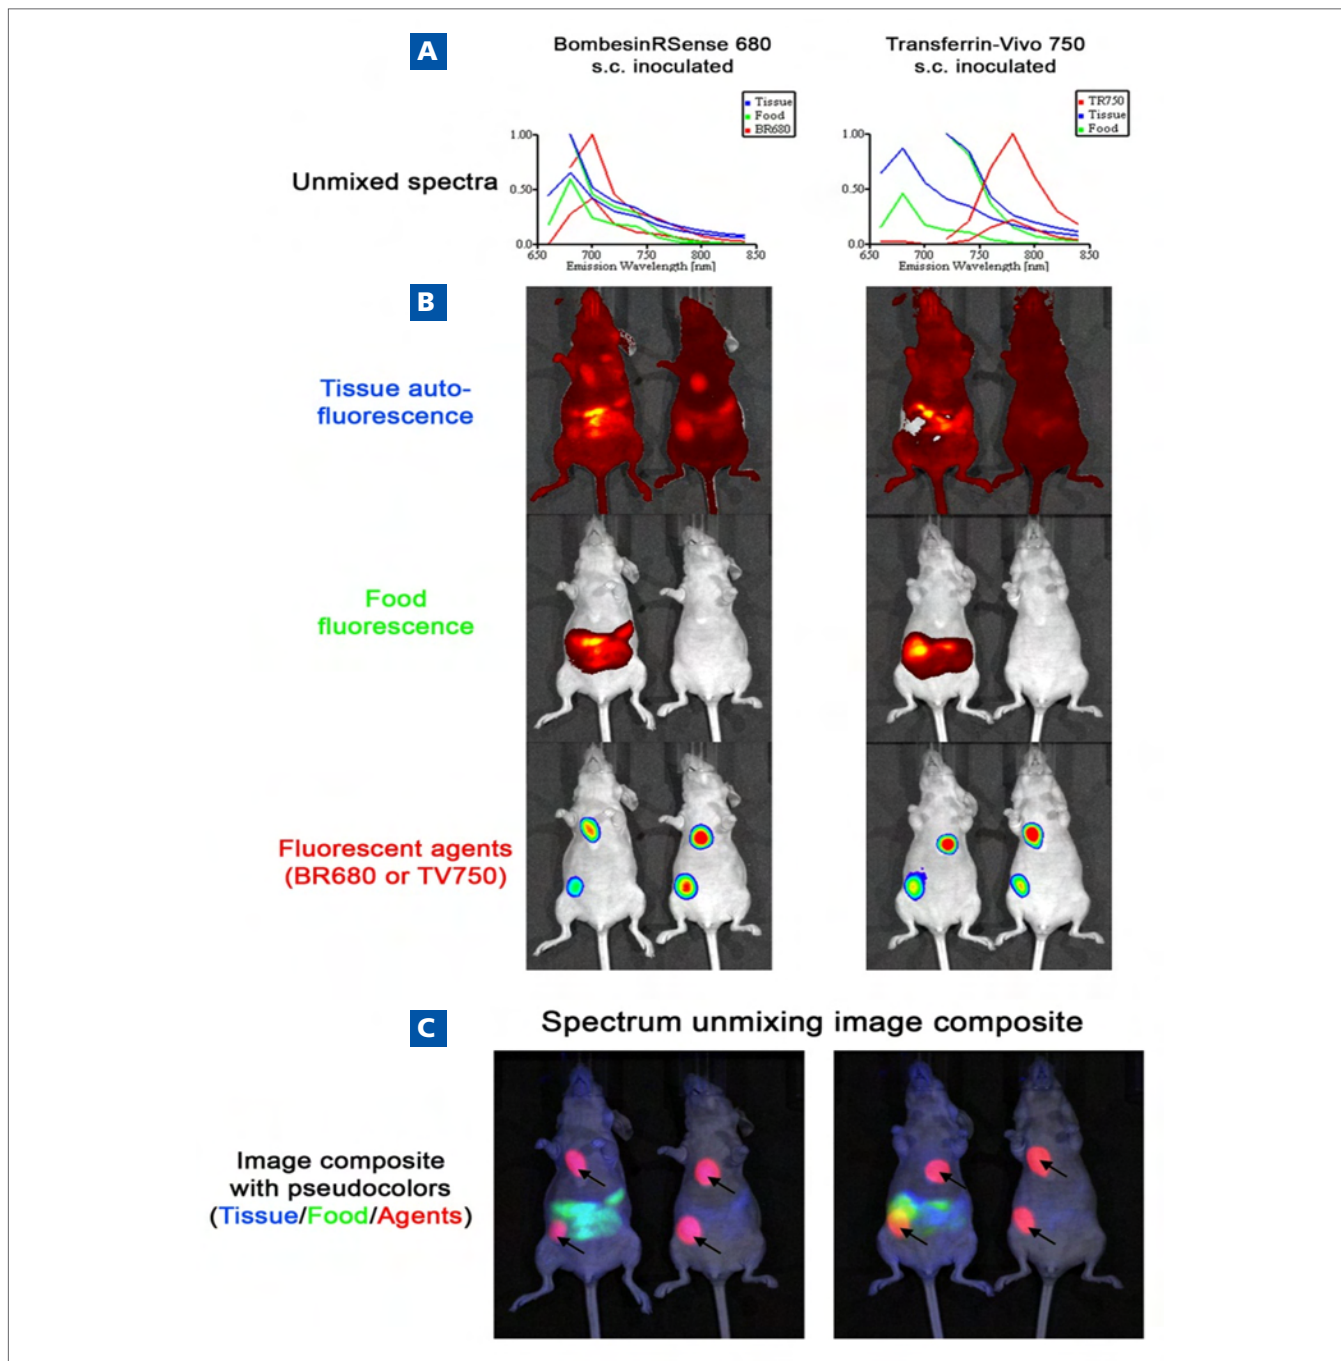 A
BombesinRSense 680
s.c. inoculated
Transferrin-Vivo 750
s.c. inoculated
Unmixed spectra
Tissue
Food
BR680
1.00
0.50
0.0
650
700
750
800
850
Emission Wavelength [nm]
TR750
Tissue
Food
1.00
0.50
0.0
650
700
750
800
850
Emission Wavelength [nm]
B
Tissue auto-
fluorescence
Food
fluorescence
Fluorescent agents
(BR680 or TV750)
C
Spectrum unmixing image composite
Image composite
with pseudocolors
(Tissue/Food/Agents)